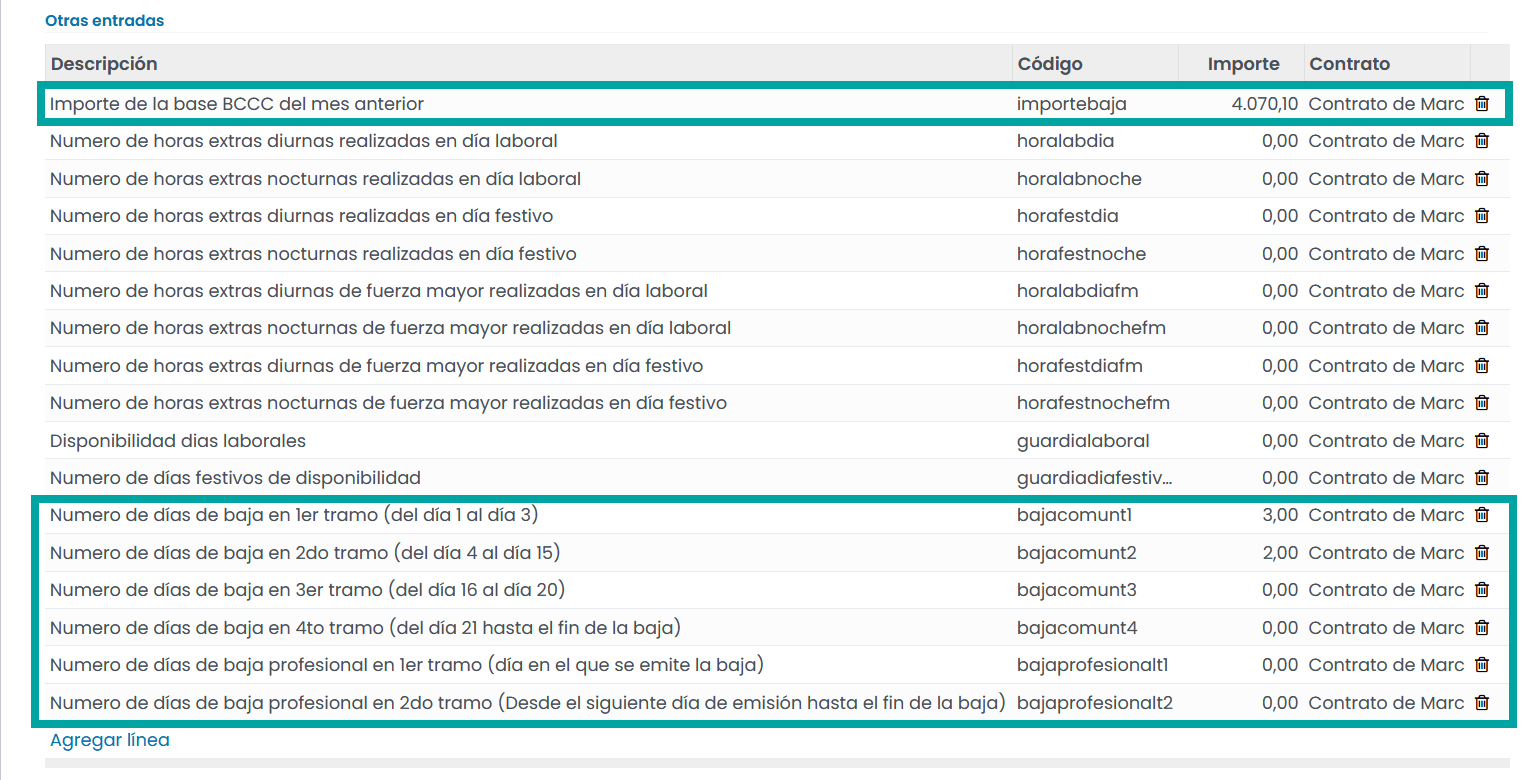 Otras entradas
Descripción Código Importe Contrato
Importe de la base BCCC del mes anterior importebaja 4.070,10 Contrato de Marc
Numero de horas extras diurnas realizadas en día laboral horalabdia 0,00 Contrato de Marc
Numero de horas extras nocturnas realizadas en día laboral horalabnoche 0,00 Contrato de Marc
Numero de horas extras diurnas realizadas en día festivo horafestdia 0,00 Contrato de Marc
Numero de horas extras nocturnas realizadas en día festivo horafestnoche 0,00 Contrato de Marc
Numero de horas extras diurnas de fuerza mayor realizadas en día laboral horalabdiafm 0,00 Contrato de Marc
Numero de horas extras nocturnas de fuerza mayor realizadas en día laboral horalabnochefm 0,00 Contrato de Marc
Numero de horas extras diurnas de fuerza mayor realizadas en día festivo horafestdiafm 0,00 Contrato de Marc
Numero de horas extras nocturnas de fuerza mayor realizadas en día festivo horafestnochefm 0,00 Contrato de Marc
Disponibilidad dias laborales guardialaboral 0,00 Contrato de Marc
Numero de días festivos de disponibilidad guardiadiafestiv... 0,00 Contrato de Marc
Numero de días de baja en 1er tramo (del día 1 al día 3) bajacomunt1 3,00 Contrato de Marc
Numero de días de baja en 2do tramo (del día 4 al día 15) bajacomunt2 2,00 Contrato de Marc
Numero de días de baja en 3er tramo (del día 16 al día 20) bajacomunt3 0,00 Contrato de Marc
Numero de días de baja en 4to tramo (del día 21 hasta el fin de la baja) bajacomunt4 0,00 Contrato de Marc
Numero de días de baja profesional en 1er tramo (día en el que se emite la baja) bajaprofesionalt1 0,00 Contrato de Marc
Numero de días de baja profesional en 2do tramo (Desde el siguiente día de emisión hasta el fin de la baja) bajaprofesionalt2 0,00 Contrato de Marc
Agregar línea